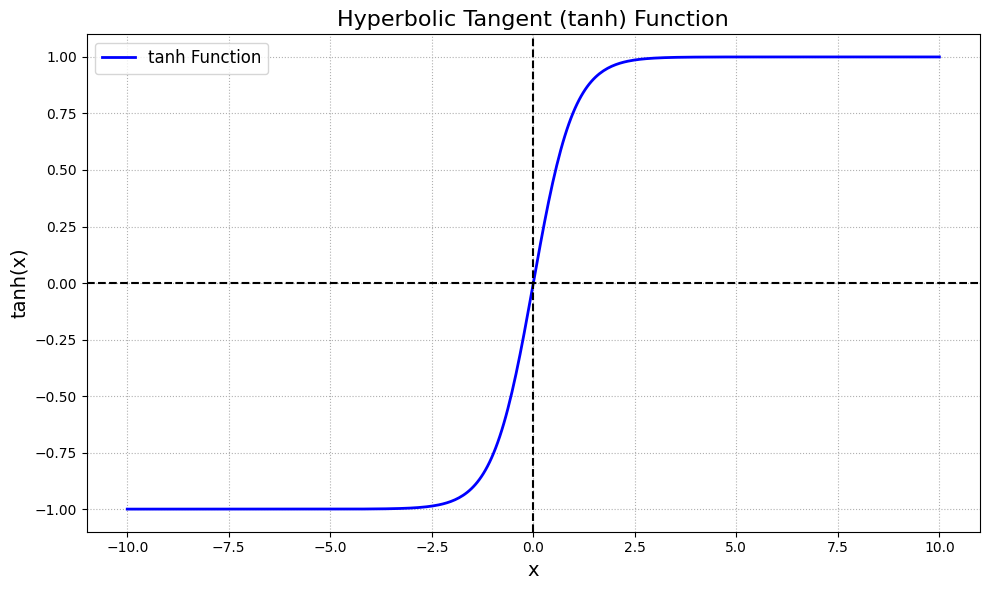 Hyperbolic Tangent (tanh) Function
tanh Function
1.00
0.75
0.50
0.25
0.00
−0.25
−0.50
−0.75
−1.00
tanh(x)
−10.0 −7.5 −5.0 −2.5 0.0 2.5 5.0 7.5 10.0
x